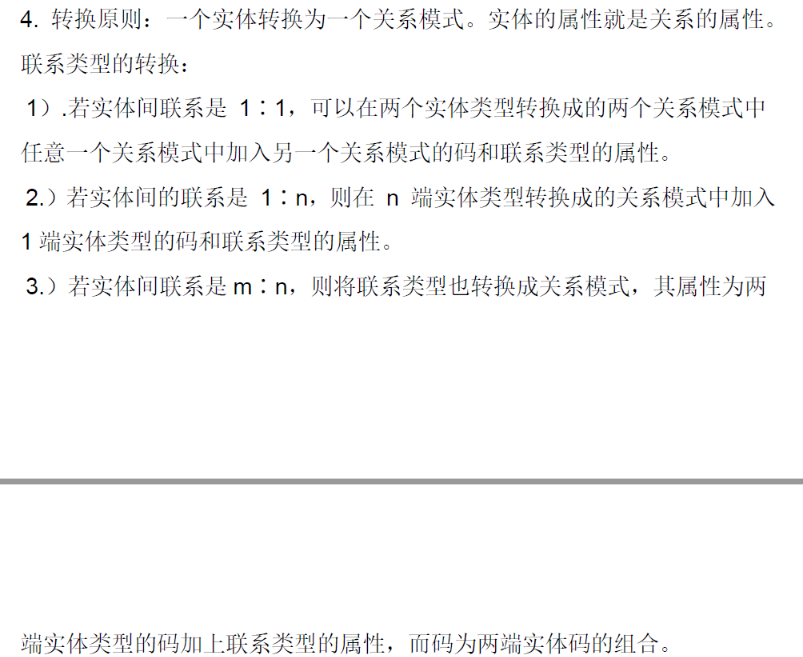 4. 转换原则：一个实体转换为一个关系模式。实体的属性就是关系的属性。
联系类型的转换：
1）.若实体间联系是 1∶1，可以在两个实体类型转换成的两个关系模式中
任意一个关系模式中加入另一个关系模式的码和联系类型的属性。
2.）若实体间的联系是 1∶n，则在 n 端实体类型转换成的关系模式中加入
1 端实体类型的码和联系类型的属性。
3.）若实体间联系是 m∶n，则将联系类型也转换成关系模式，其属性为两
端实体类型的码加上联系类型的属性，而码为两端实体码的组合。